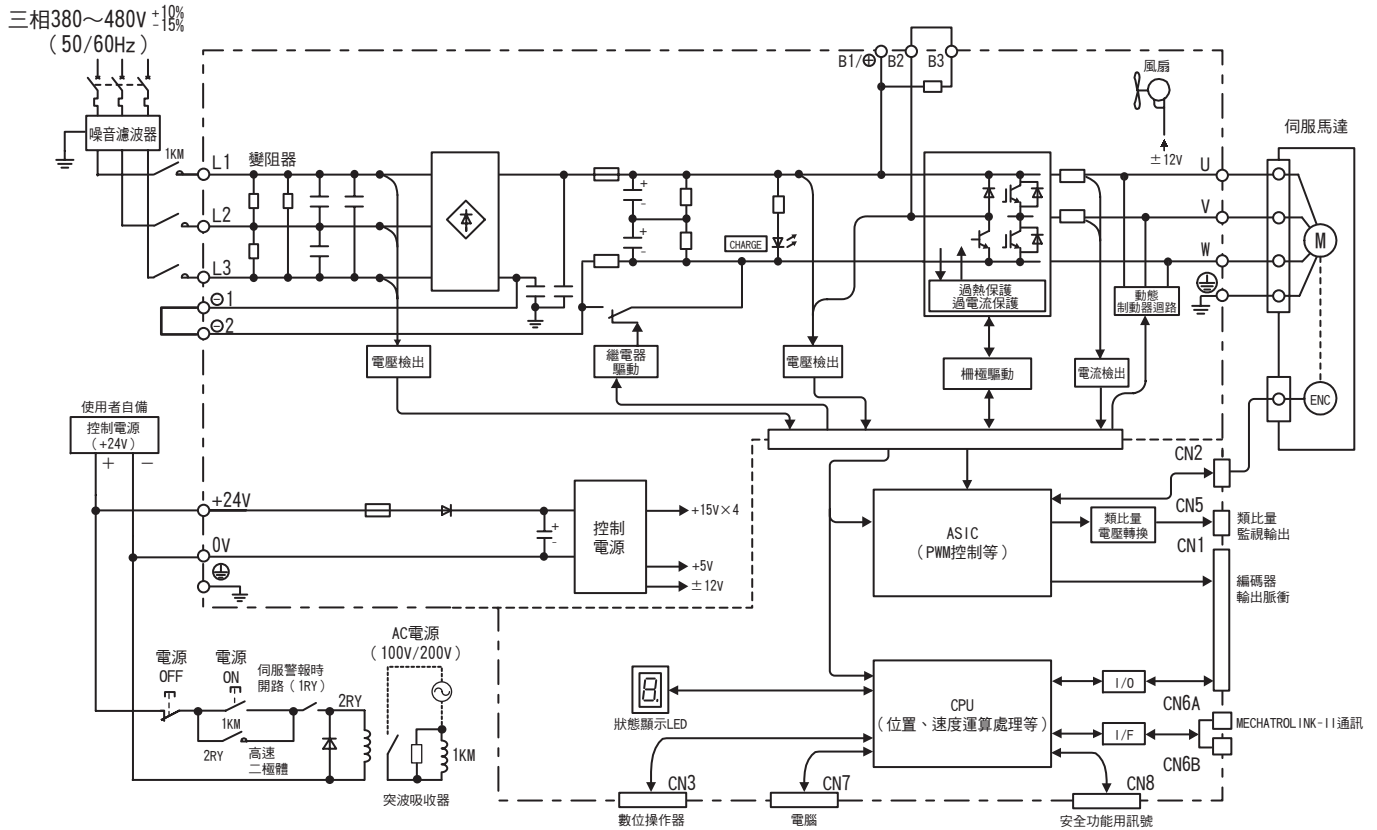 三相380～480V +10% -15%
（50/60Hz）
噪音濾波器
1KM
L1
變阻器
L2
L3
⊖1
⊖2
B1/⊕
B2
B3
風扇
±12V
伺服馬達
U
V
W
M
ENC
+
-
+
-
CHARGE
過熱保護
過電流保護
動態
制動器迴路
電壓檢出
繼電器
驅動
電壓檢出
柵極驅動
電流檢出
使用者自備
控制電源
（+24V）
+
－
+24V
0V
+
-
控制
電源
+15V×4
+5V
±12V
ASIC
（PWM控制等）
類比量
電壓轉換
CN2
CN5
類比量
監視輸出
CN1
編碼器
輸出脈衝
電源
OFF
電源
ON
伺服警報時
開路（1RY）
1KM
2RY
2RY
高速
二極體
AC電源
（100V/200V）
1KM
突波吸收器
8.
狀態顯示LED
CPU
（位置、速度運算處理等）
I/O
I/F
CN6A
MECHATROLINK-II通訊
CN6B
CN3
數位操作器
CN7
電腦
CN8
安全功能用訊號